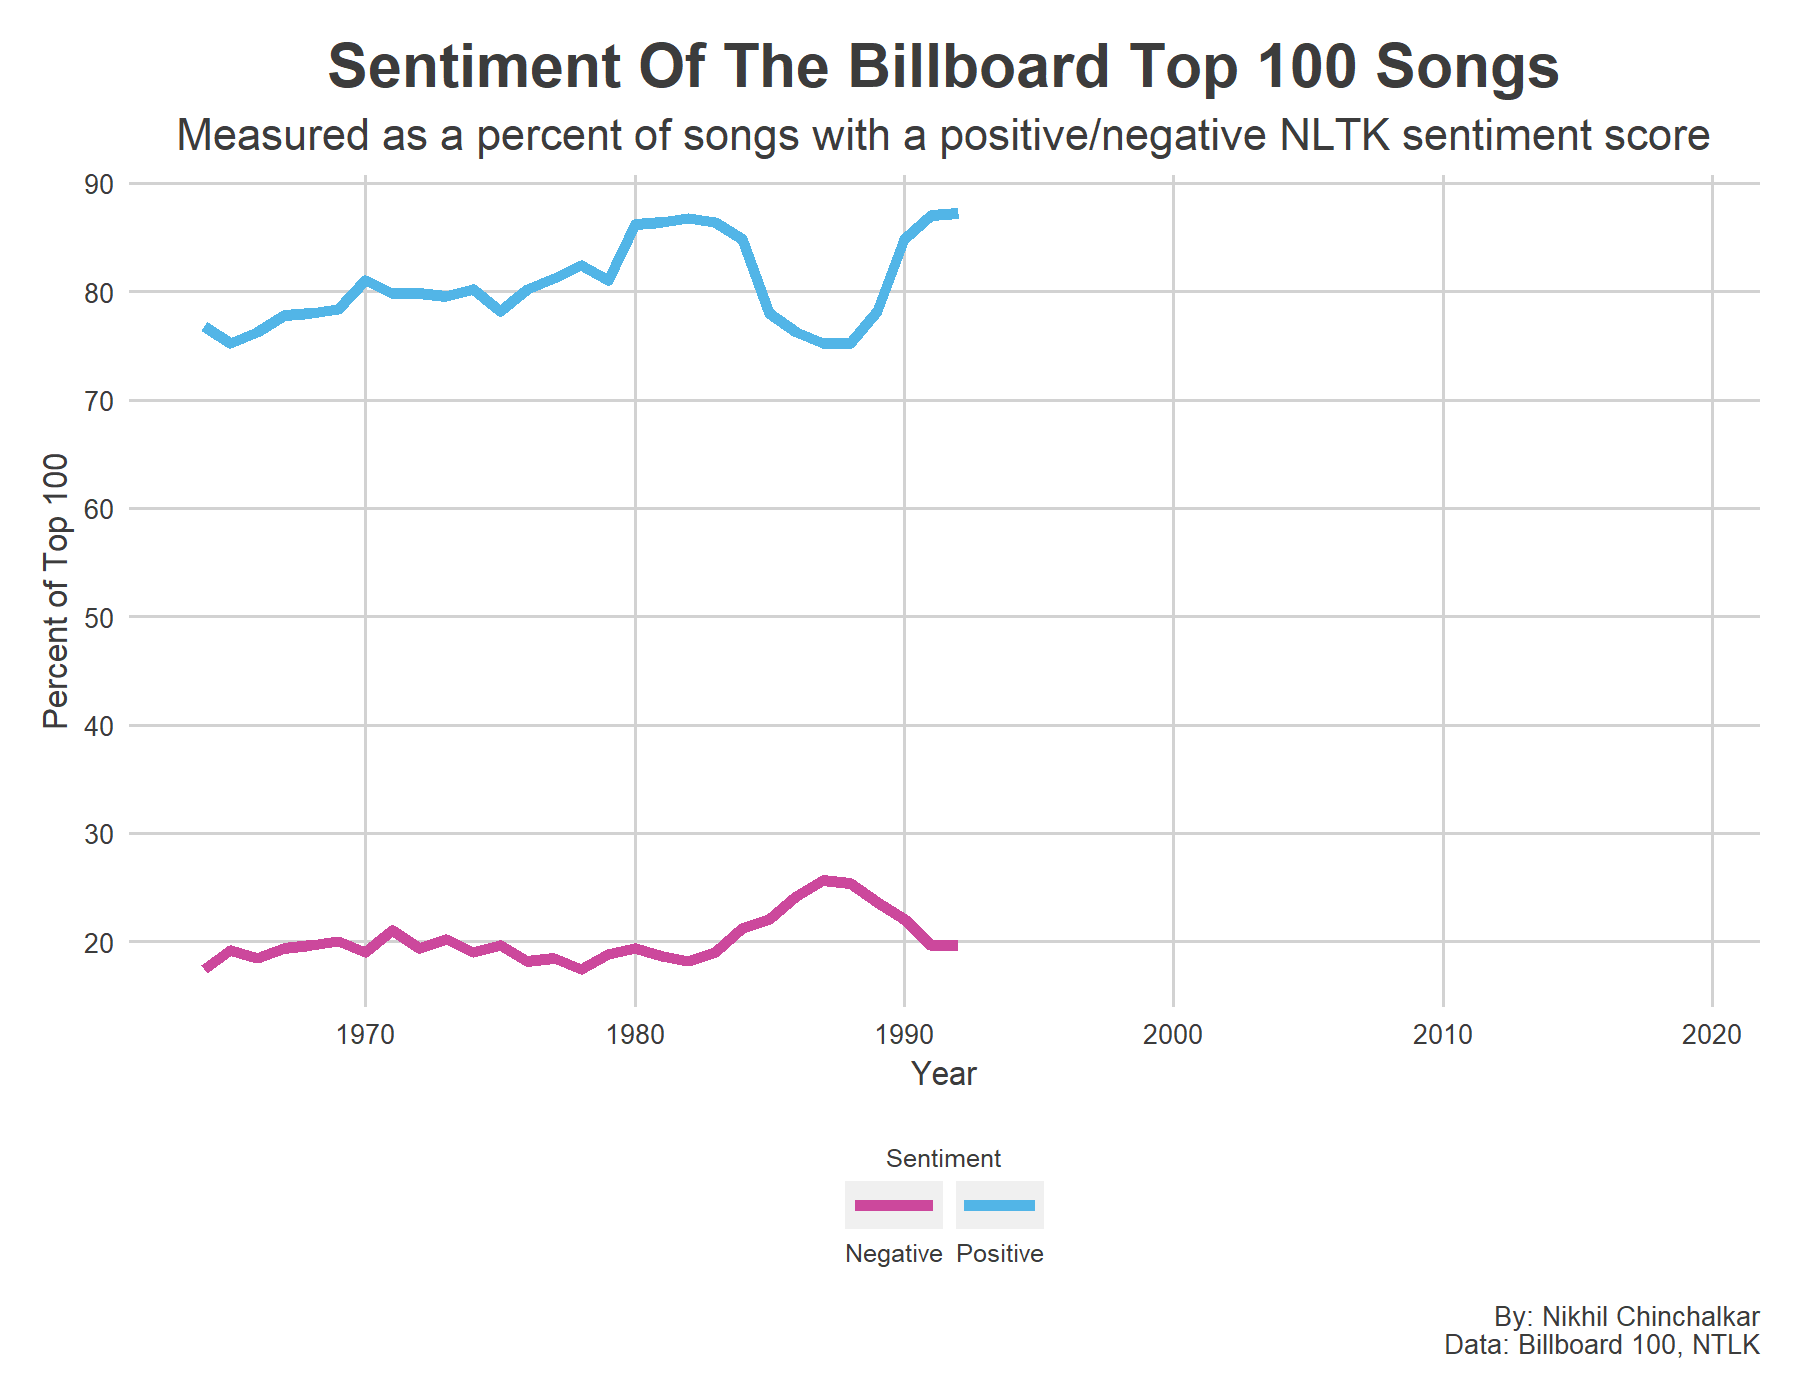 Sentiment Of The Billboard Top 100 Songs
Measured as a percent of songs with a positive/negative NLTK sentiment score
90
80
70
60
50
40
30
20
Percent of Top 100
1970 1980 1990 2000 2010 2020
Year
Sentiment
Negative Positive
By: Nikhil Chinchalkar
Data: Billboard 100, NTLK